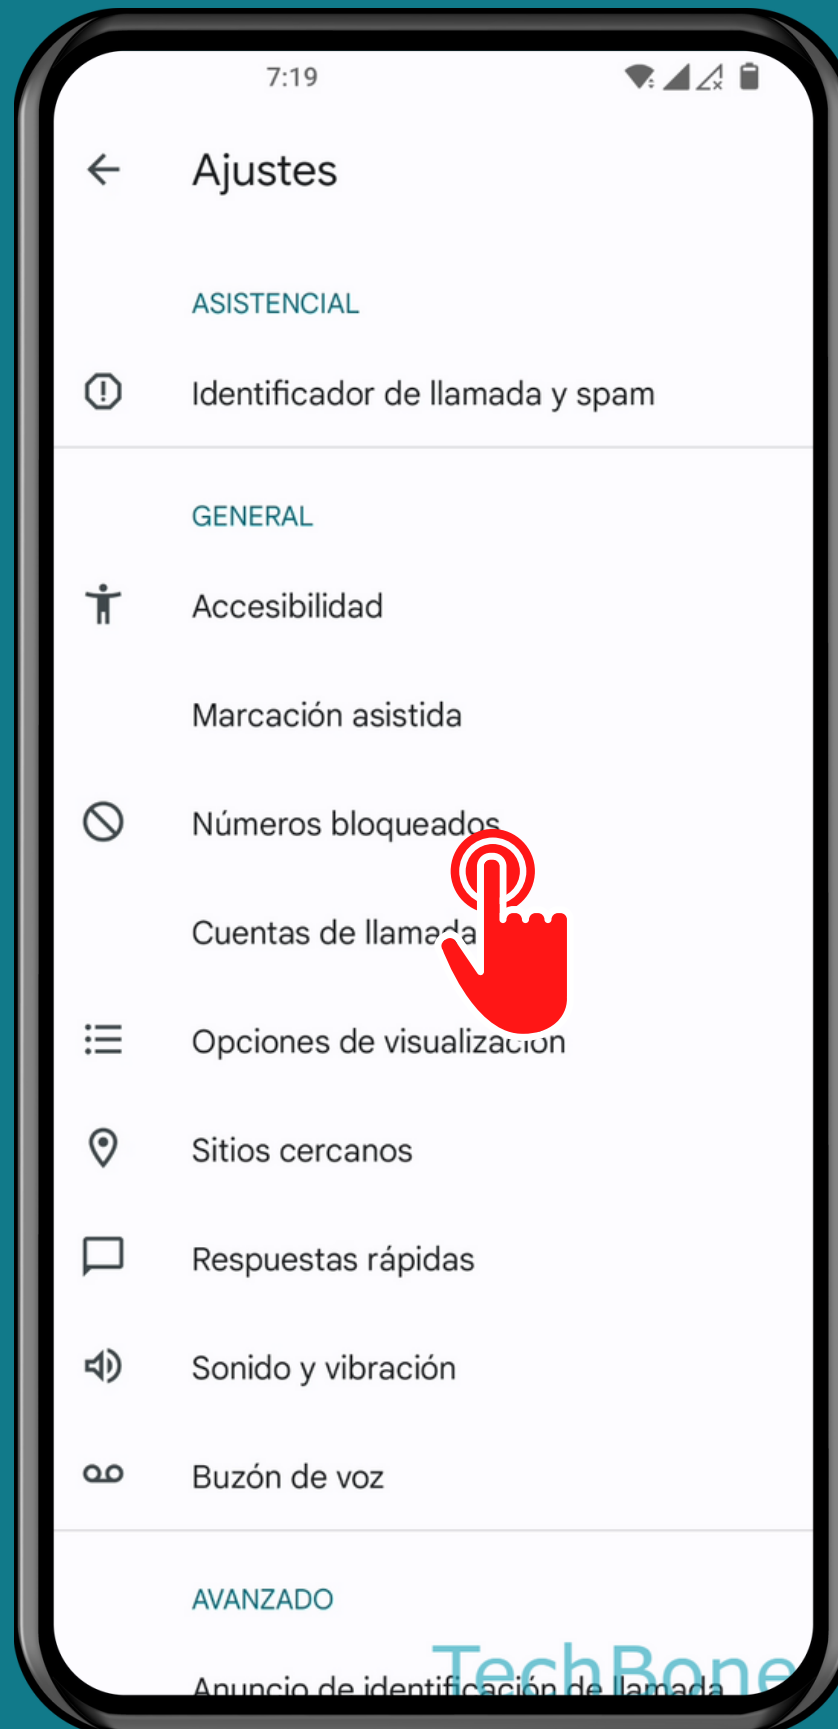 7:19
Ajustes
ASISTENCIAL
Identificador de llamada y spam
GENERAL
Accesibilidad
Marcación asistida
Números bloqueados
Cuentas de llamada
Opciones de visualización
Sitios cercanos
Respuestas rápidas
Sonido y vibración
Buzón de voz
AVANZADO
TechBone
Anuncio de identificación de llamada